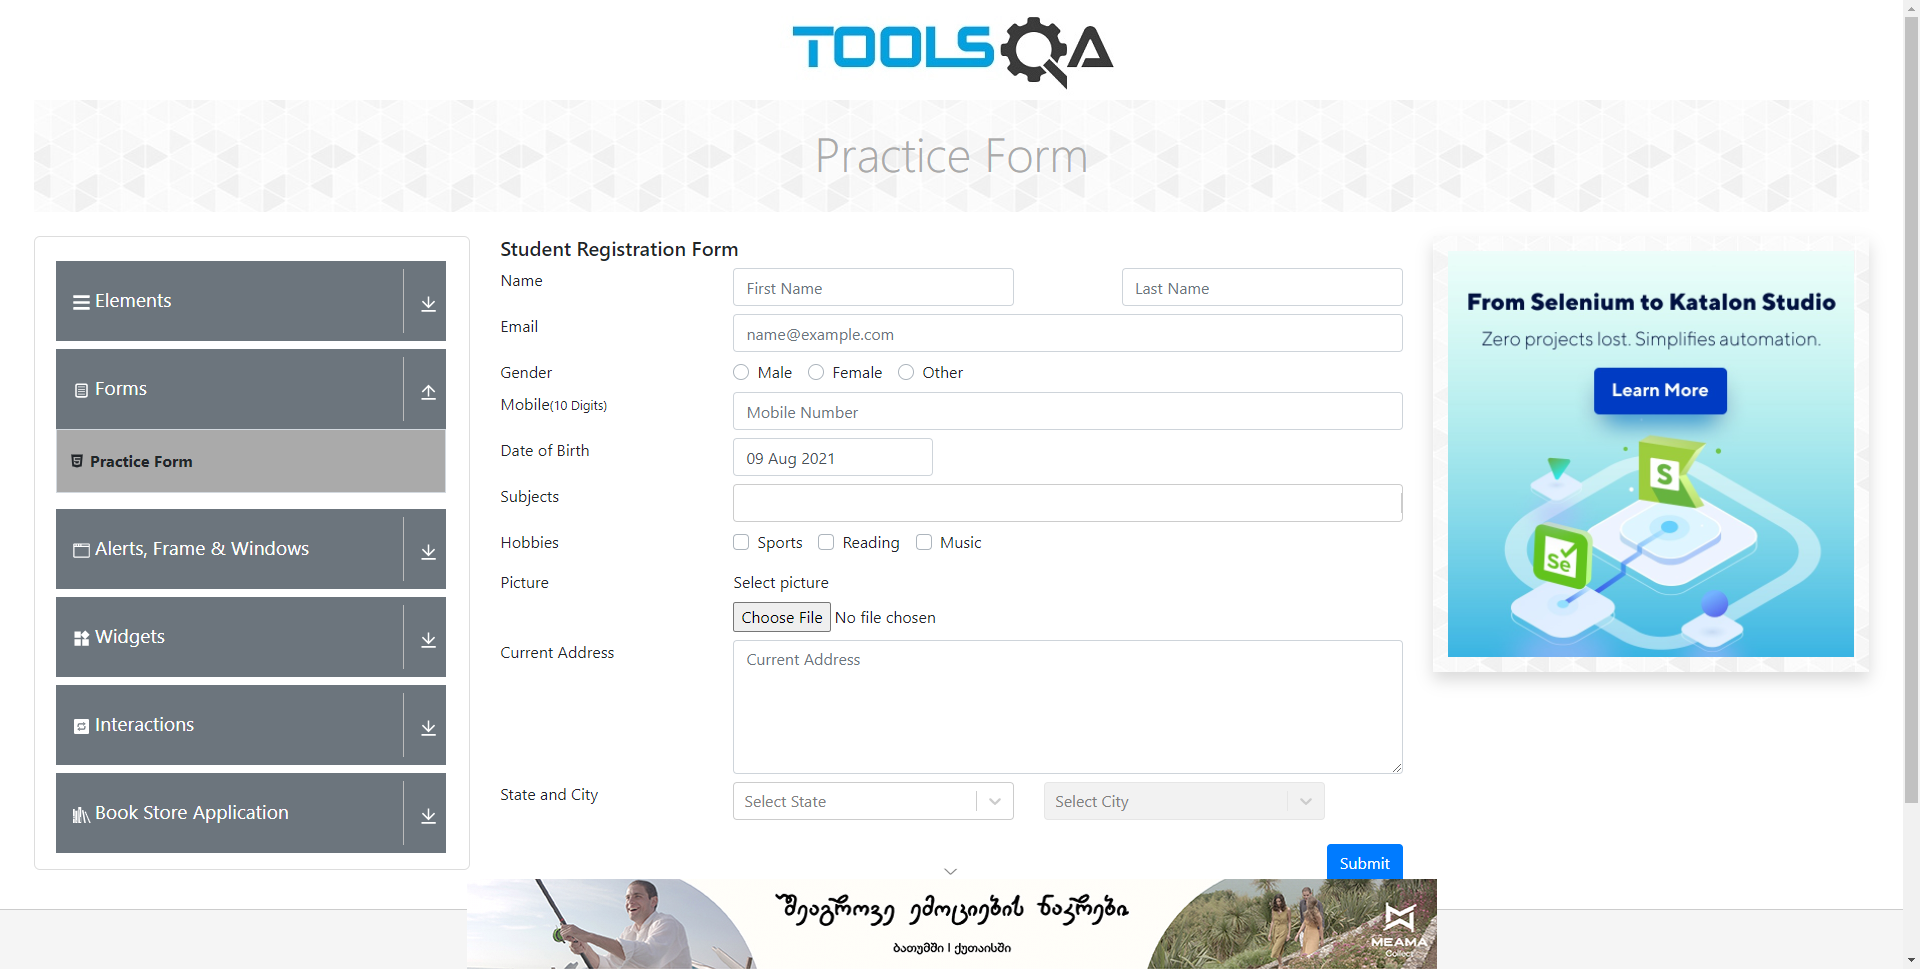 TOOLSQA
Practice Form
Elements
Forms
Practice Form
Alerts, Frame & Windows
Widgets
Interactions
Book Store Application
Student Registration Form
Name
First Name
Last Name
Email
name@example.com
Gender
Male
Female
Other
Mobile(10 Digits)
Mobile Number
Date of Birth
09 Aug 2021
Subjects
Hobbies
Sports
Reading
Music
Picture
Select picture
Choose File No file chosen
Current Address
Current Address
State and City
Select State
Select City
Submit
From Selenium to Katalon Studio
Zero projects lost. Simplifies automation.
Learn More
S
Se
შეაგროვე ემოციების ნაკრები
ბათუმში | ქუთაისში
MEAMA
Collect